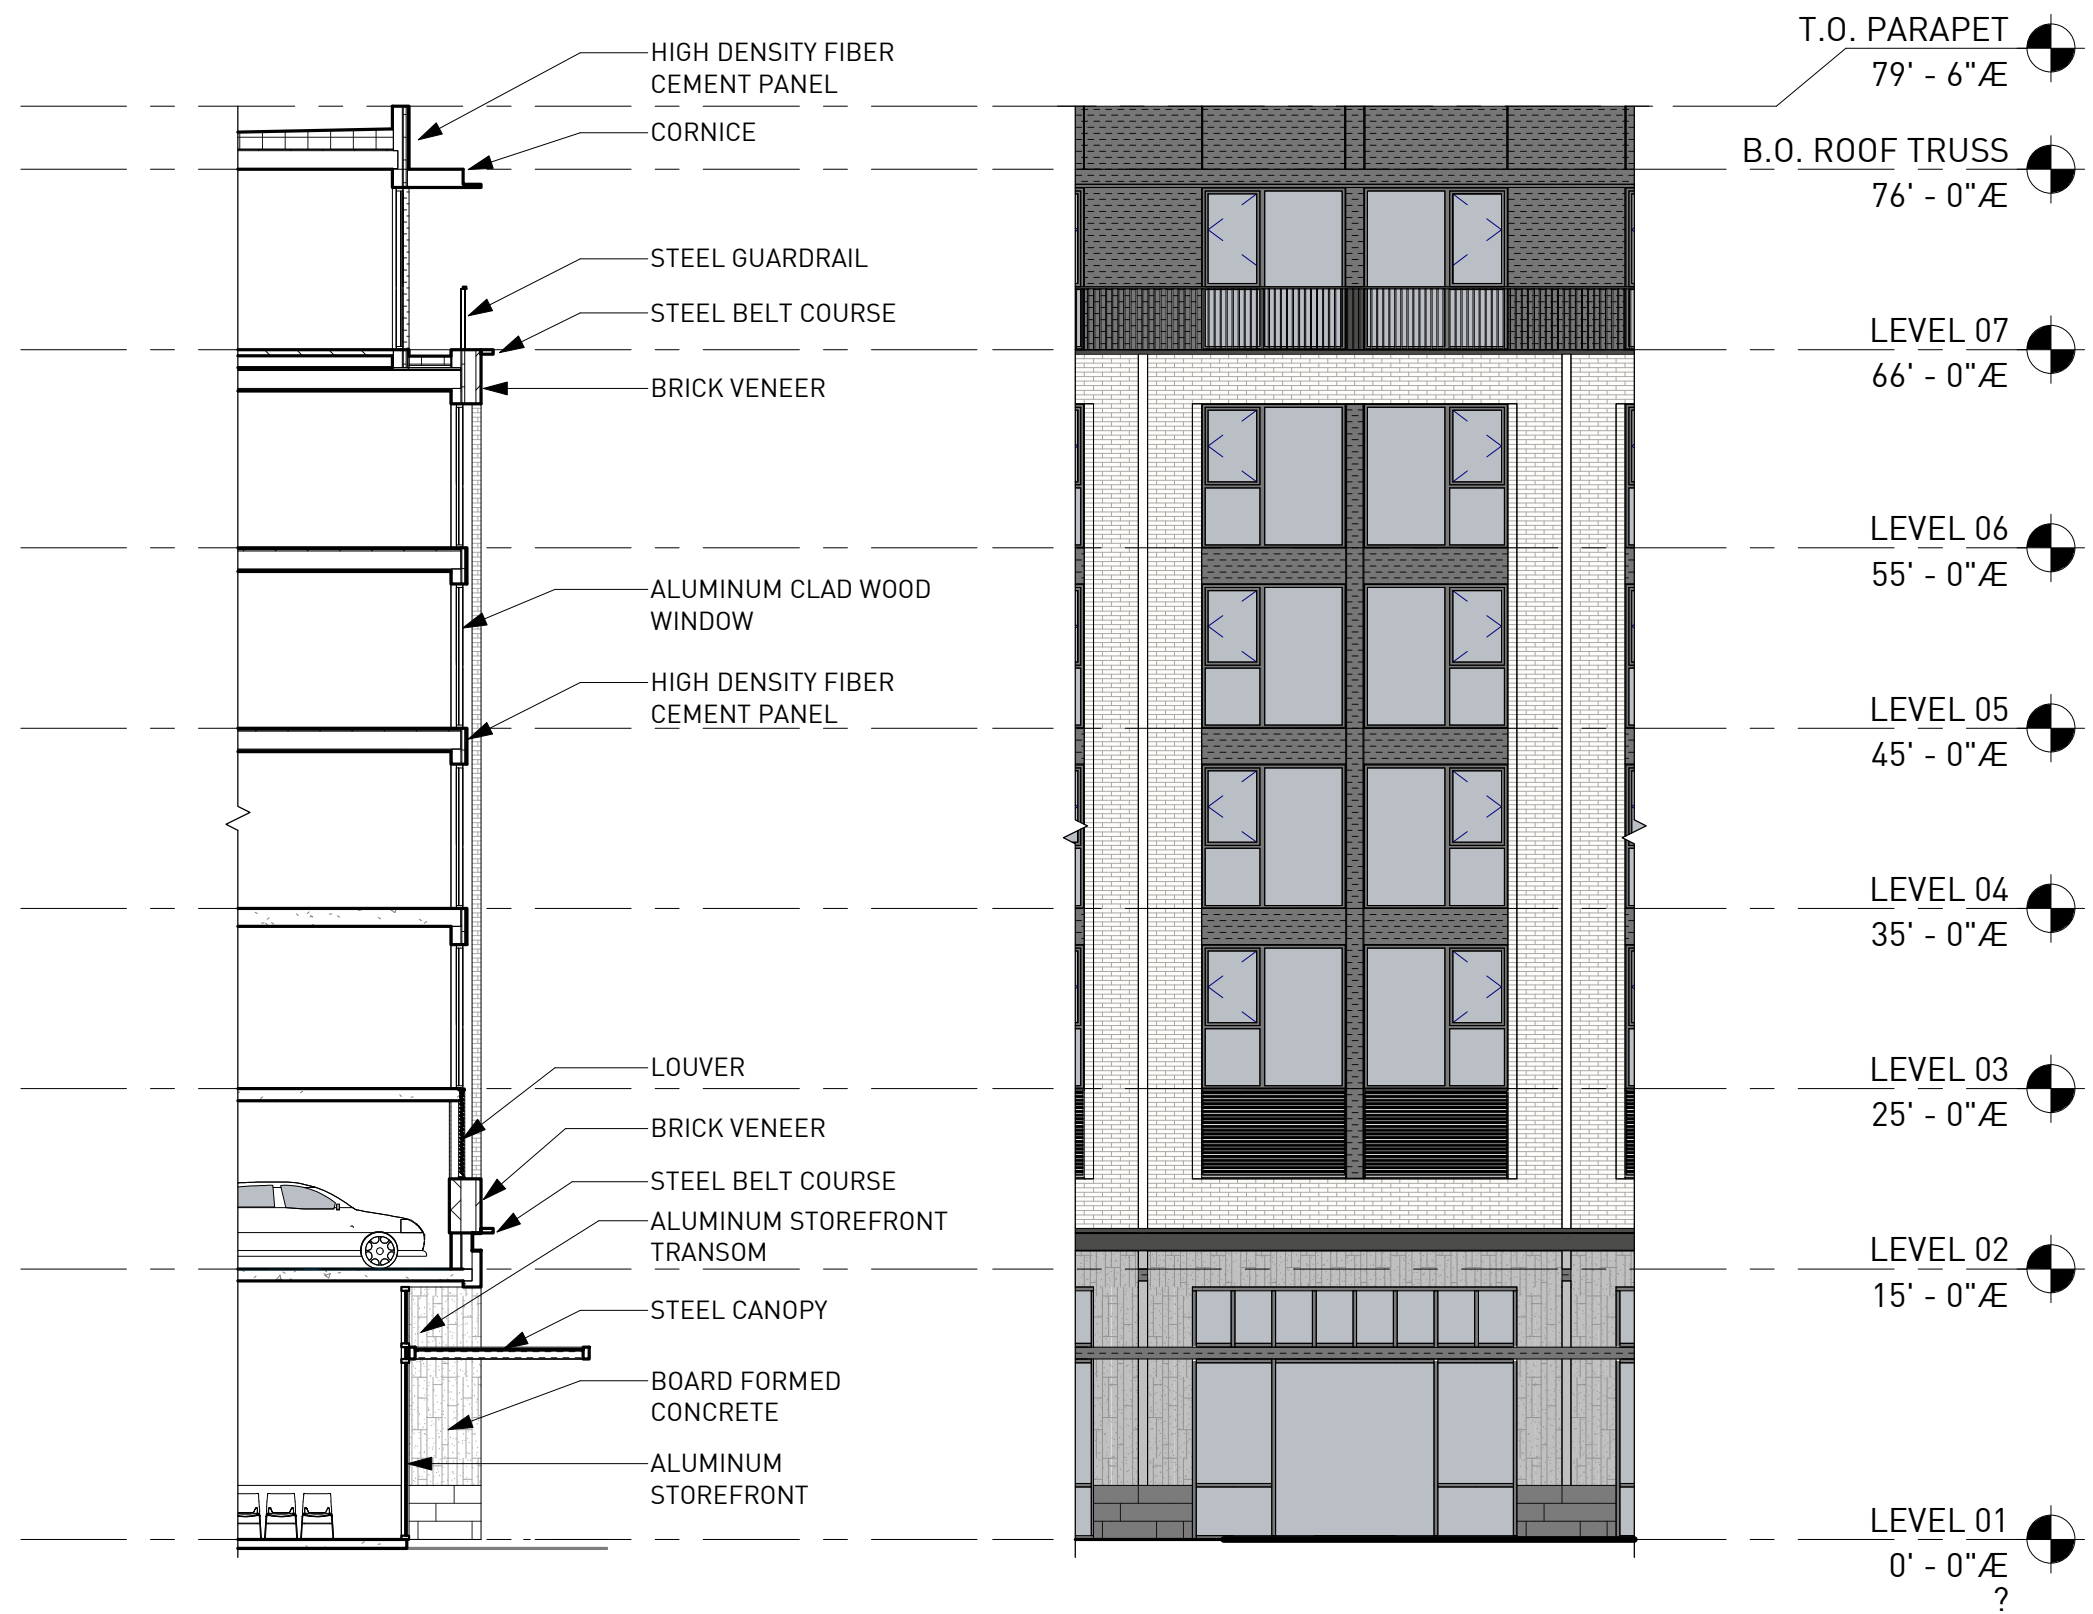 HIGH DENSITY FIBER
CEMENT PANEL
CORNICE
STEEL GUARDRAIL
STEEL BELT COURSE
BRICK VENEER
ALUMINUM CLAD WOOD
WINDOW
HIGH DENSITY FIBER
CEMENT PANEL
LOUVER
BRICK VENEER
STEEL BELT COURSE
ALUMINUM STOREFRONT
TRANSOM
STEEL CANOPY
BOARD FORMED
CONCRETE
ALUMINUM
STOREFRONT
T.O. PARAPET
79' - 6"Æ
B.O. ROOF TRUSS
76' - 0"Æ
LEVEL 07
66' - 0"Æ
LEVEL 06
55' - 0"Æ
LEVEL 05
45' - 0"Æ
LEVEL 04
35' - 0"Æ
LEVEL 03
25' - 0"Æ
LEVEL 02
15' - 0"Æ
LEVEL 01
0' - 0"Æ
?